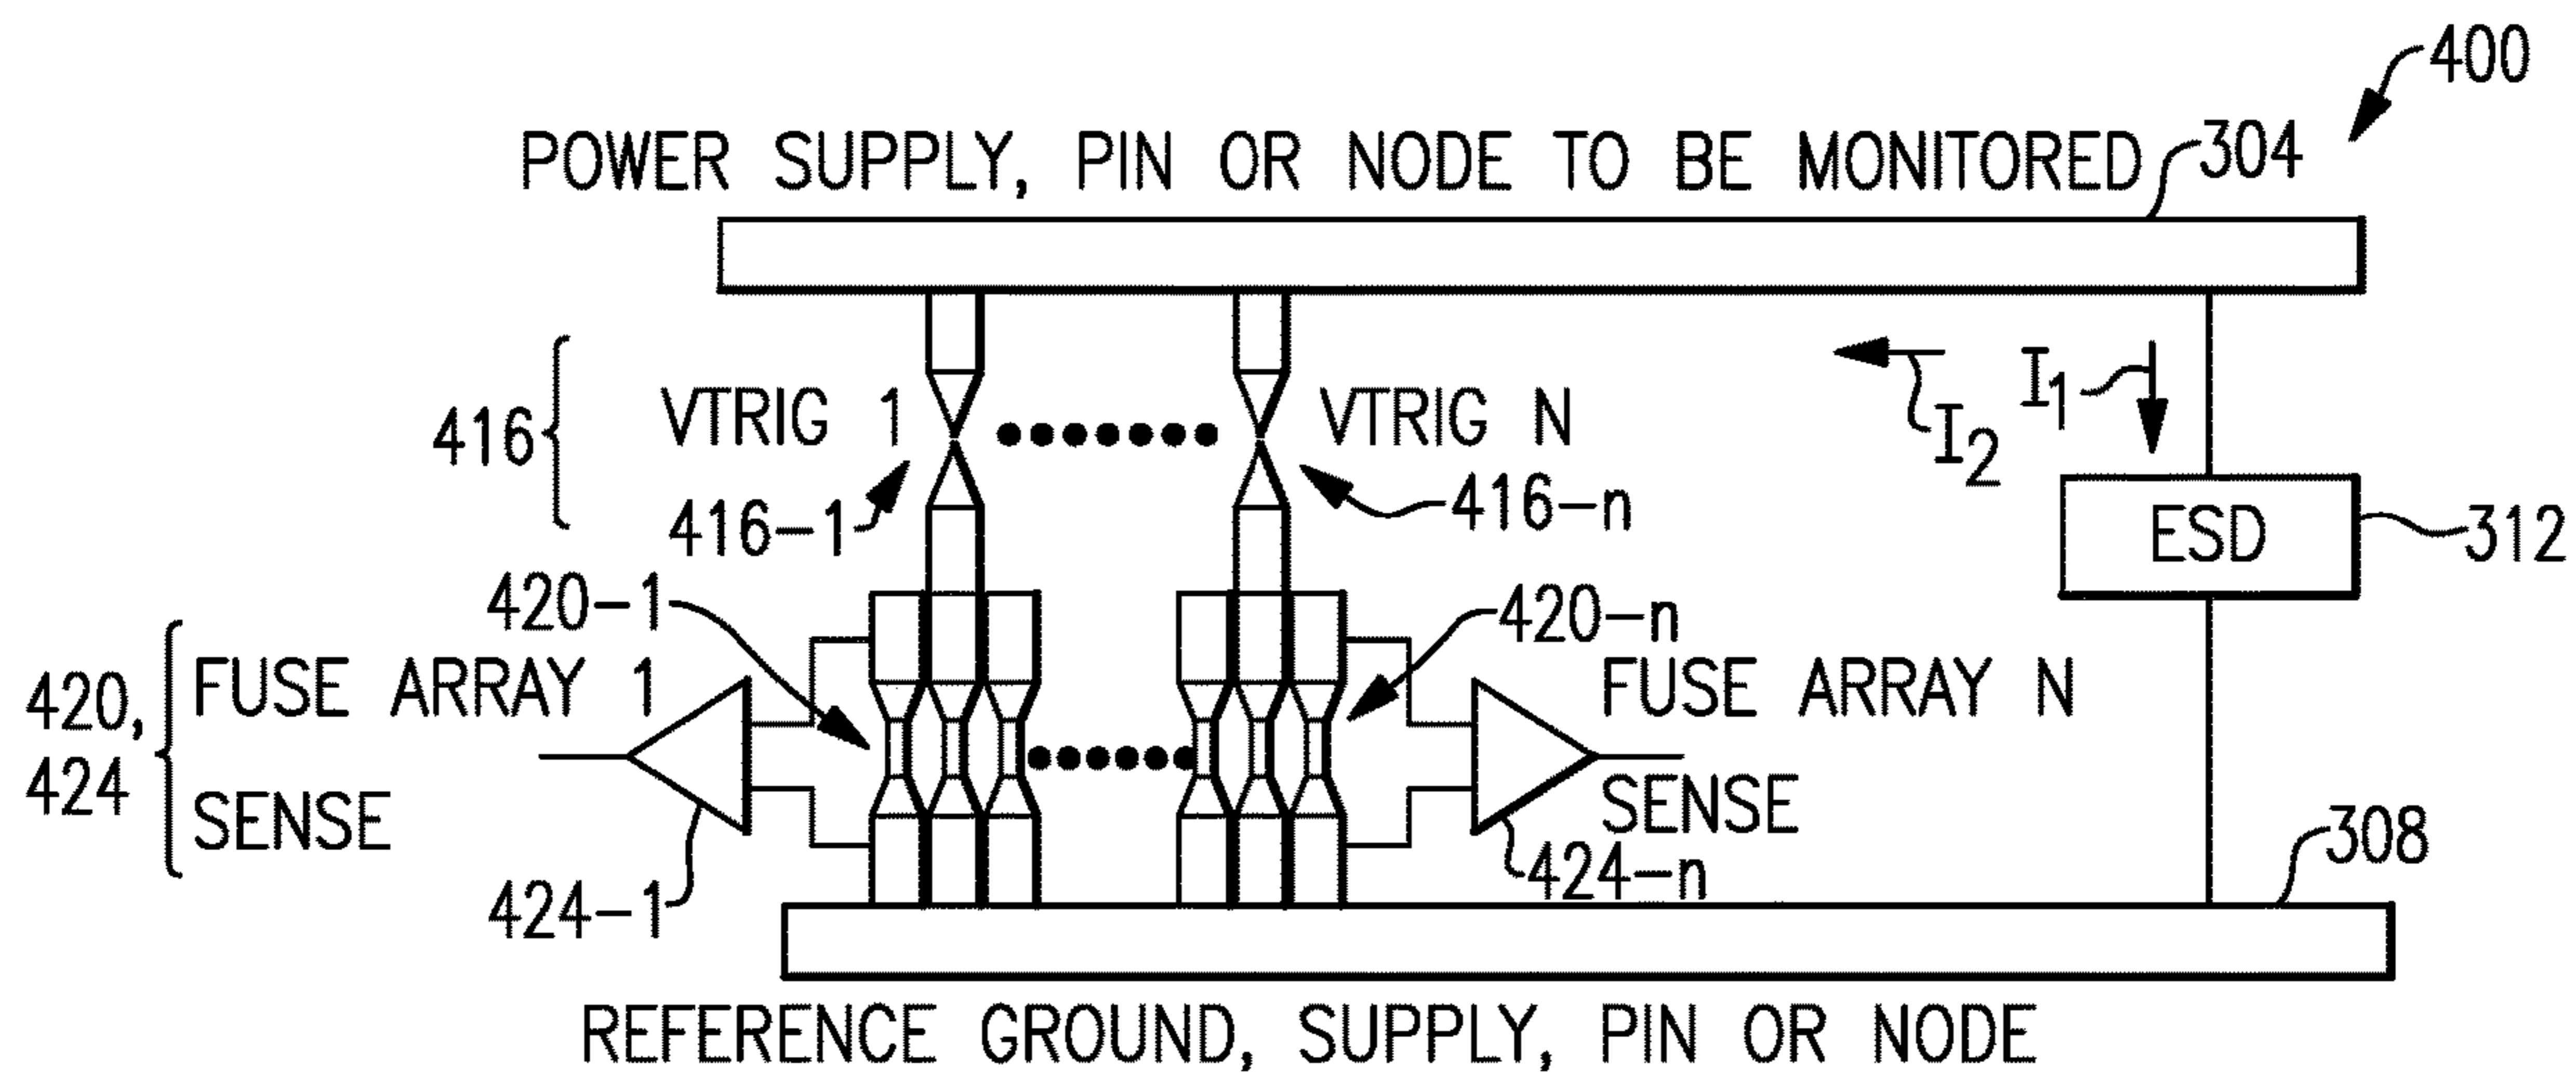 400
POWER SUPPLY, PIN OR NODE TO BE MONITORED
304
416
VTRIG 1
VTRIG N
I2
I1
416-1
416-n
ESD
312
420-1
420-n
420,
424
FUSE ARRAY 1
SENSE
FUSE ARRAY N
SENSE
424-1
424-n
308
REFERENCE GROUND, SUPPLY, PIN OR NODE